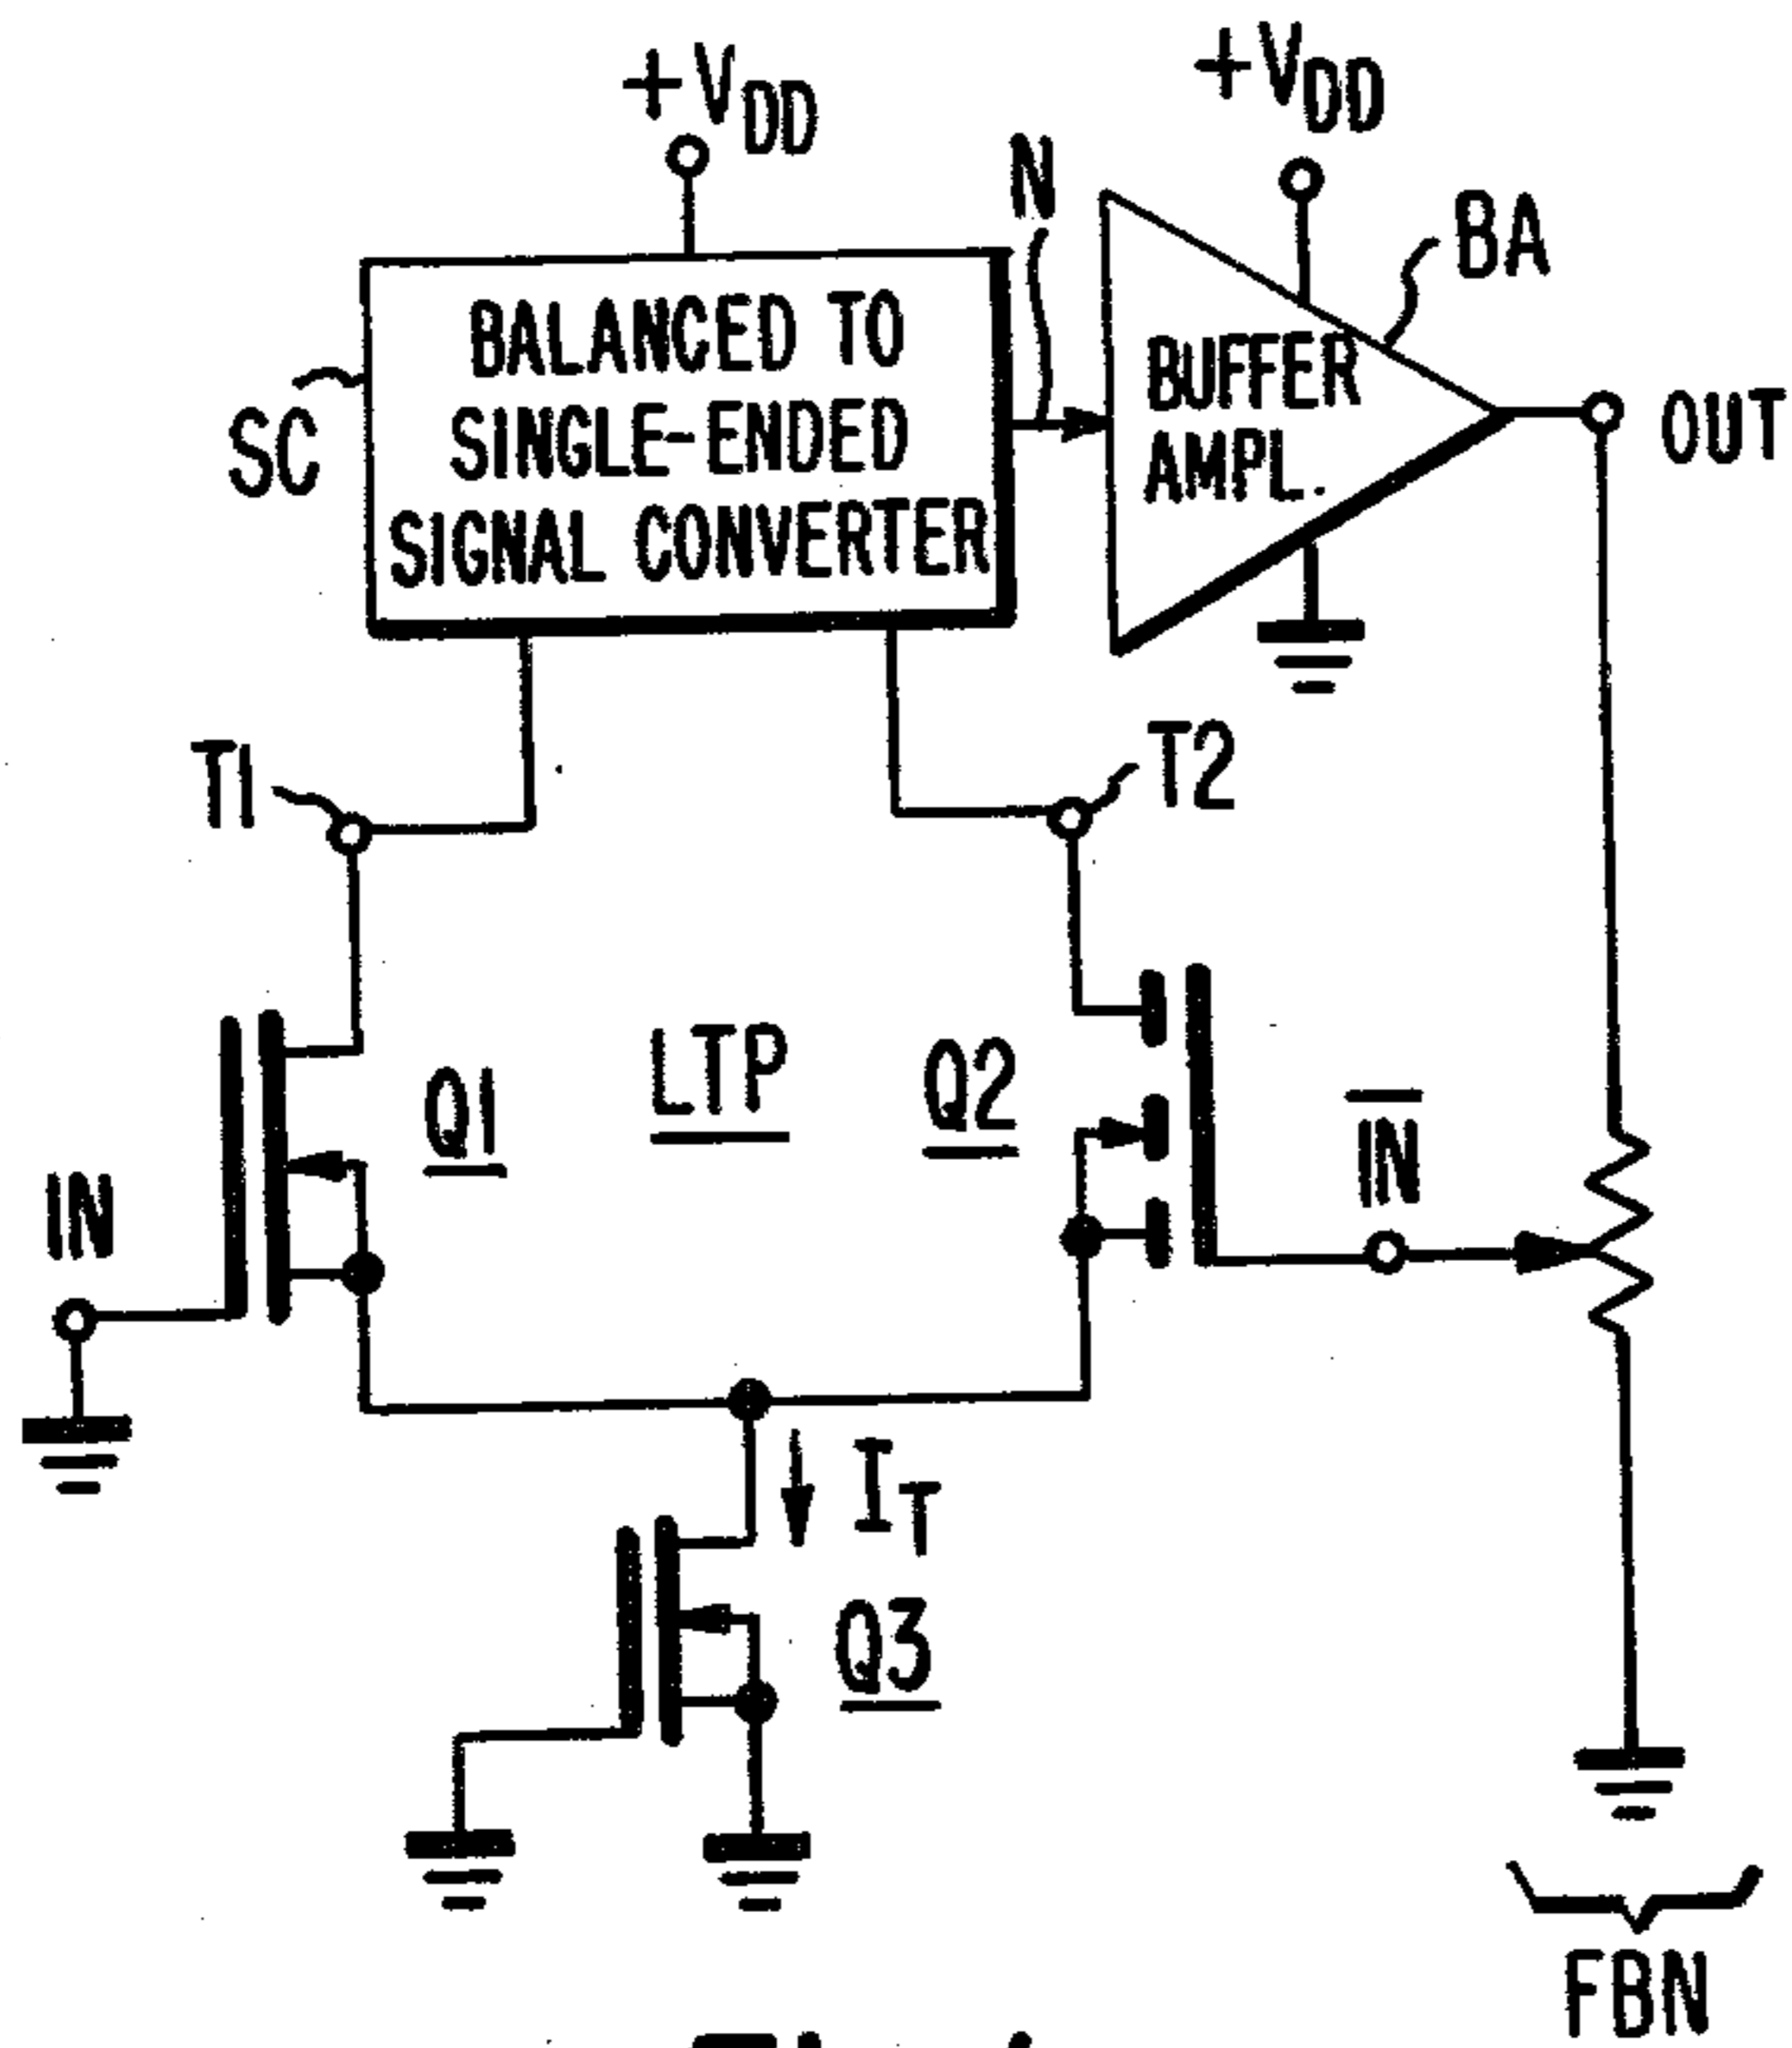 +VDD
+VDD
N
BA
BALANCED TO
SINGLE-ENDED
SIGNAL CONVERTER
SC
BUFFER
AMPL.
OUT
T1
T2
LTP
Q1
Q2
IN
IN
IT
Q3
FBN